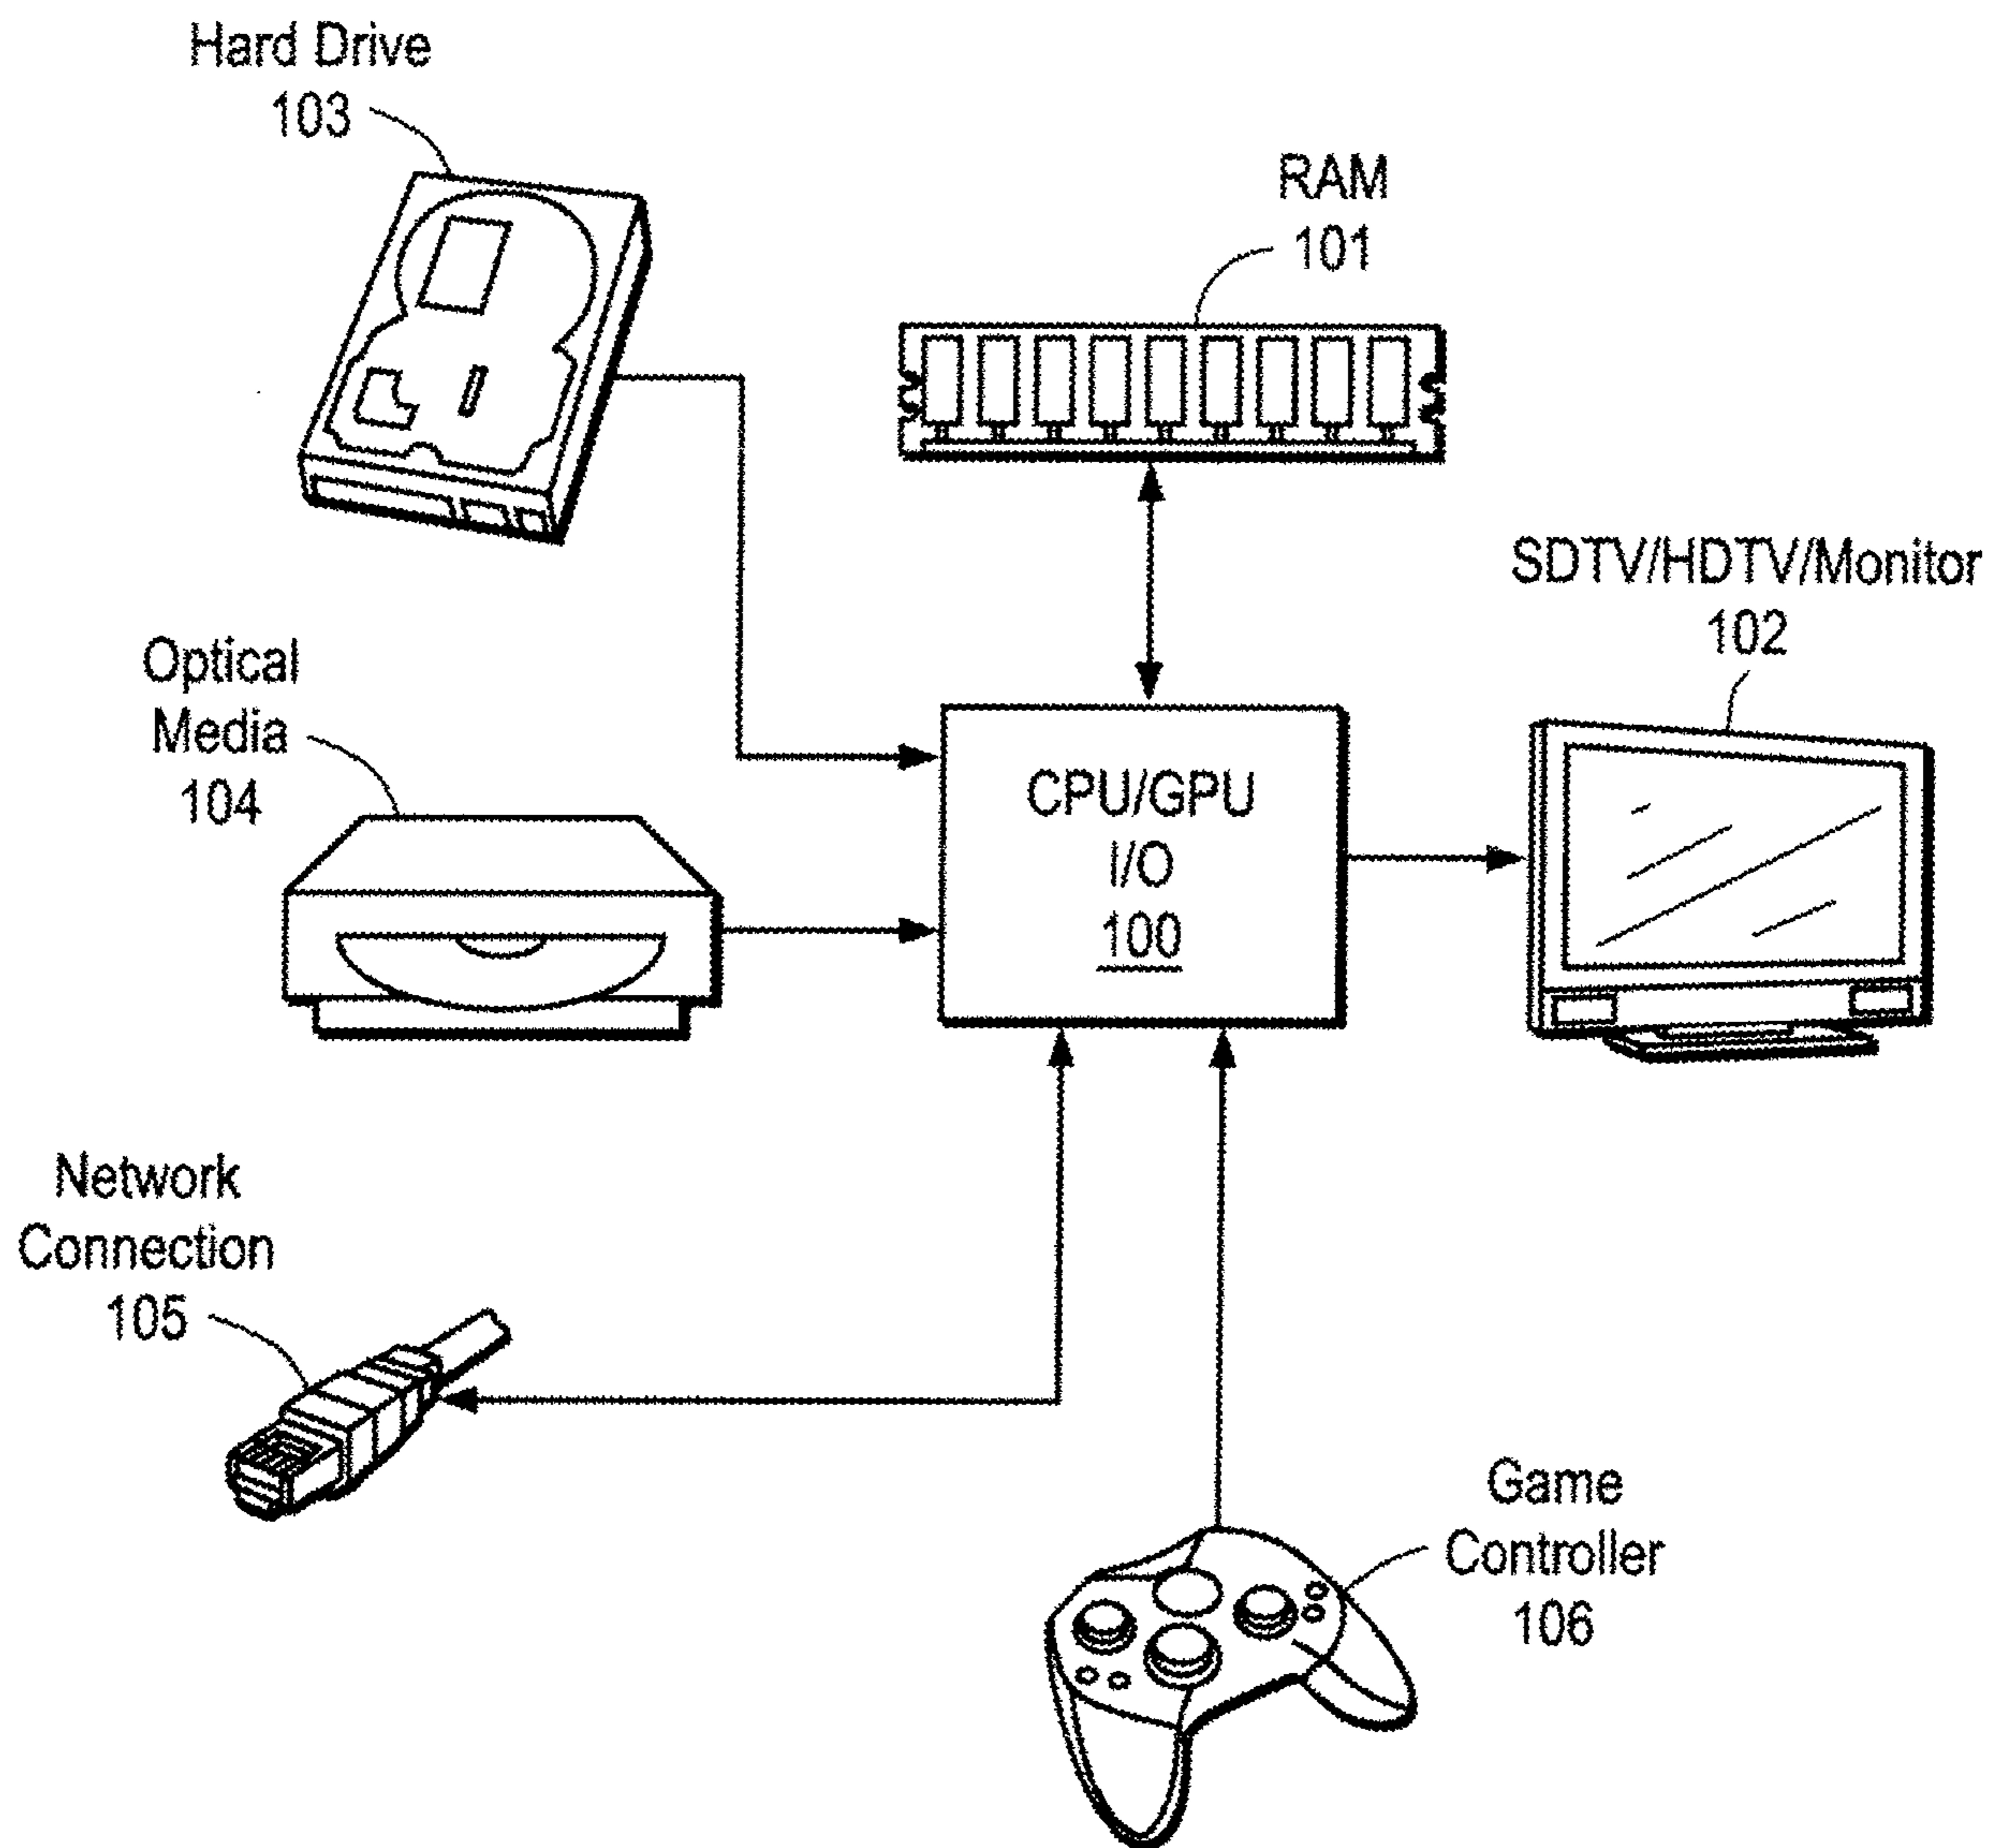 Hard Drive
103
RAM
101
SDTV/HDTV/Monitor
102
Optical
Media
104
CPU/GPU
I/O
100
Network
Connection
105
Game
Controller
106